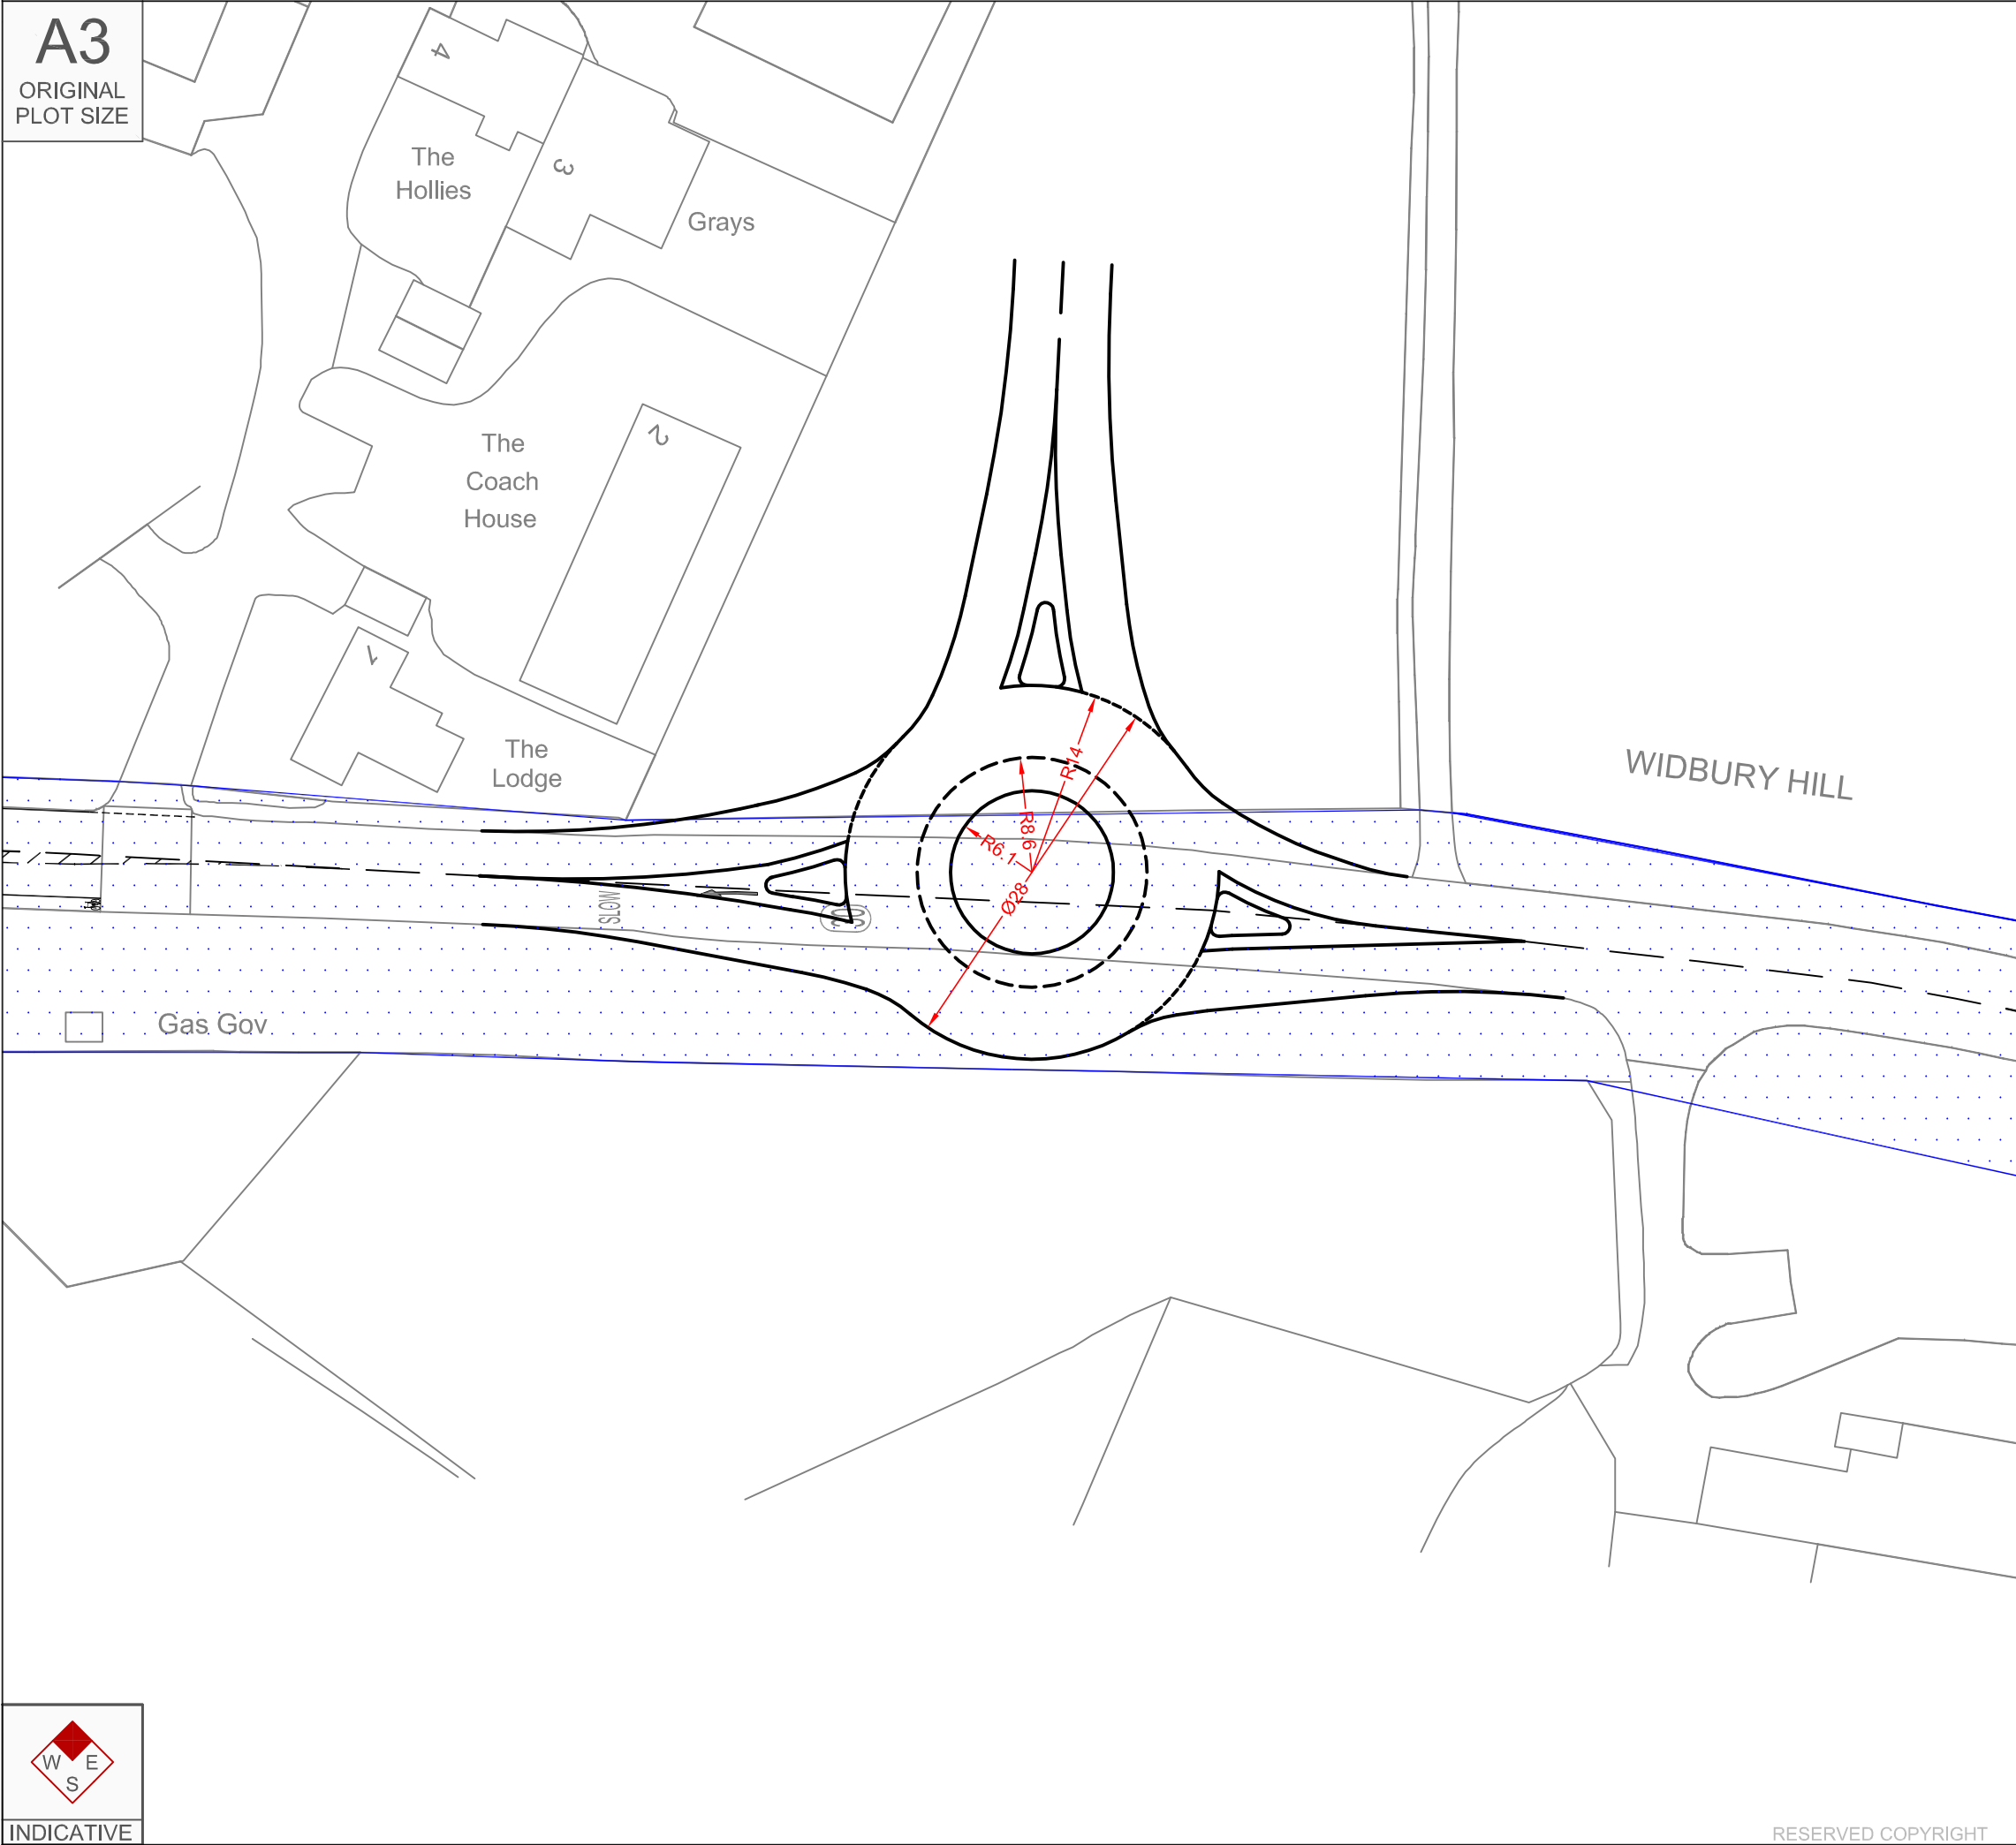 A3
ORIGINAL
PLOT SIZE
4
The
Hollies
3
Grays
2
The
Coach
House
1
The
Lodge
WIDBURY HILL
R14
R8.6
R6.1
Ø28
SLOW
30
Gas Gov
W E
S
INDICATIVE
RESERVED COPYRIGHT